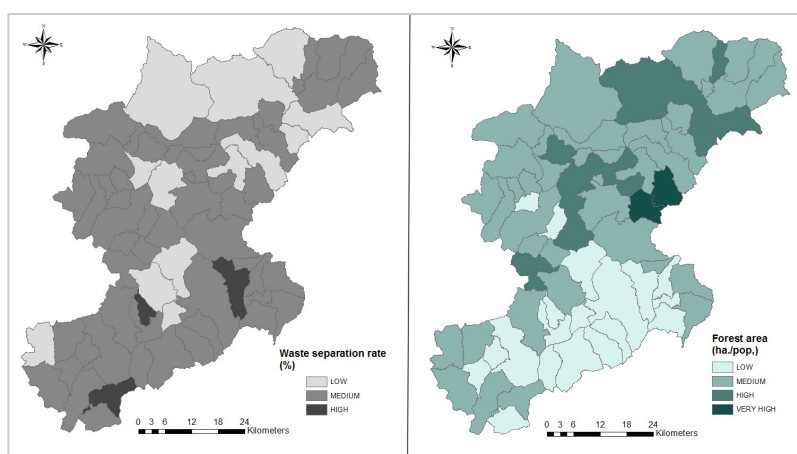 N
W
E
S
Waste separation rate
(%)
LOW
MEDIUM
HIGH
0 3 6 12 18 24
Kilometers
N
W
E
S
Forest area
(ha./pop,)
LOW
MEDIUM
HIGH
VERY HIGH
0 3 6 12 18 24
Kilometers